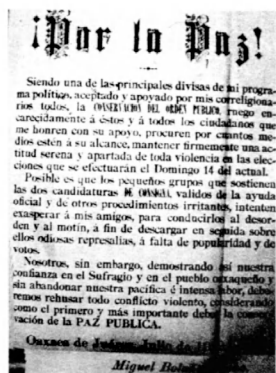 ¡Por la Paz!
Siendo una de las principales divisas de mi progra-
ma político, aceptado y apoyado por mis correligiona-
rios todos, la CONSERVACION DEL ORDEN PUBLICO, ruego en-
carecidamente á éstos y á todos los ciudadanos que
me honren con su apoyo, procuren por cuantos me-
dios estén á su alcance, mantener firmemente una ac-
titud serena y apartada de toda violencia en las elec-
ciones que se efectuarán el Domingo 14 del actual.
Posible es que los pequeños grupos que sostienen
las dos candidaturas validos de la ayuda
oficial y de otros procedimientos irritantes, intenten
exasperar á mis amigos, para conducirlos al desor-
den y al motín, á fin de descargar en seguida sobre
ellos odiosas represalias, á falta de popularidad y de
votos.
Nosotros, sin embargo, demostrando así nuestra
confianza en el Sufragio y en el pueblo oaxaqueño y
sin abandonar nuestra pacífica é intensa labor, debe-
remos rehusar todo conflicto violento, considerando
como el primero y más importante deber la conser-
vación de la PAZ PUBLICA.
Oaxaca de
Miguel